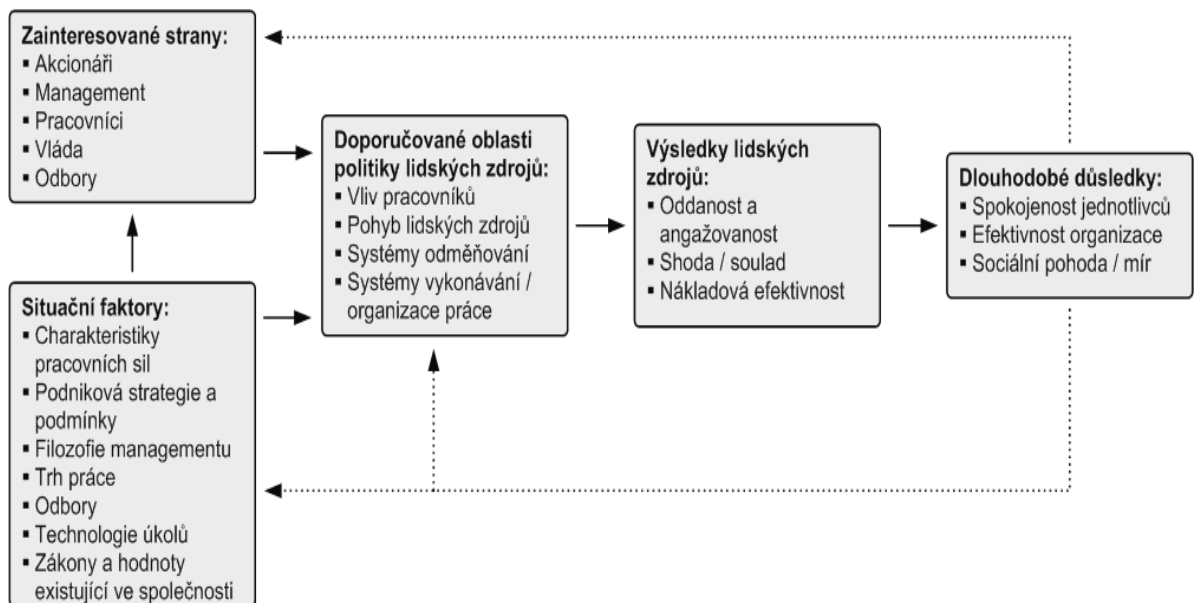 Zainteresované strany:
▪ Akcionáři
▪ Management
▪ Pracovníci
▪ Vláda
▪ Odbory
Situační faktory:
▪ Charakteristiky
pracovních sil
▪ Podniková strategie a
podmínky
▪ Filozofie managementu
▪ Trh práce
▪ Odbory
▪ Technologie úkolů
▪ Zákony a hodnoty
existující ve společnosti
Doporučované oblasti
politiky lidských zdrojů:
▪ Vliv pracovníků
▪ Pohyb lidských zdrojů
▪ Systémy odměňování
▪ Systémy vykonávání /
organizace práce
Výsledky lidských
zdrojů:
▪ Oddanost a
angažovanost
▪ Shoda / soulad
▪ Nákladová efektivnost
Dlouhodobé důsledky:
▪ Spokojenost jednotlivců
▪ Efektivnost organizace
▪ Sociální pohoda / mír